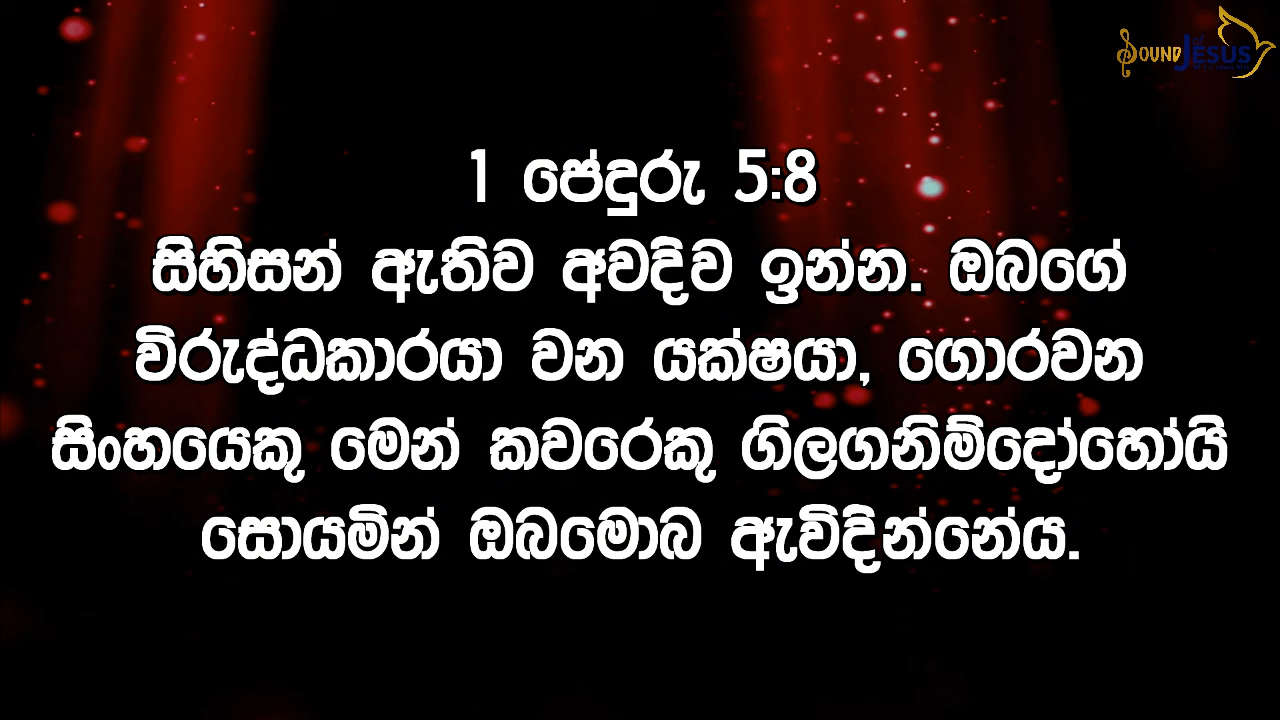 SOUND of JESUS
1 පේදුරු 5:8
සිහිසන් ඇතිව අවදිව ඉන්න. ඔබගේ
විරුද්ධකාරයා වන යක්ෂයා, ගොරවන
සිංහයෙකු මෙන් කවරෙකු ගිලගනිම්දෝහෝයි
සොයමින් ඔබමොබ ඇවිදින්නේය.